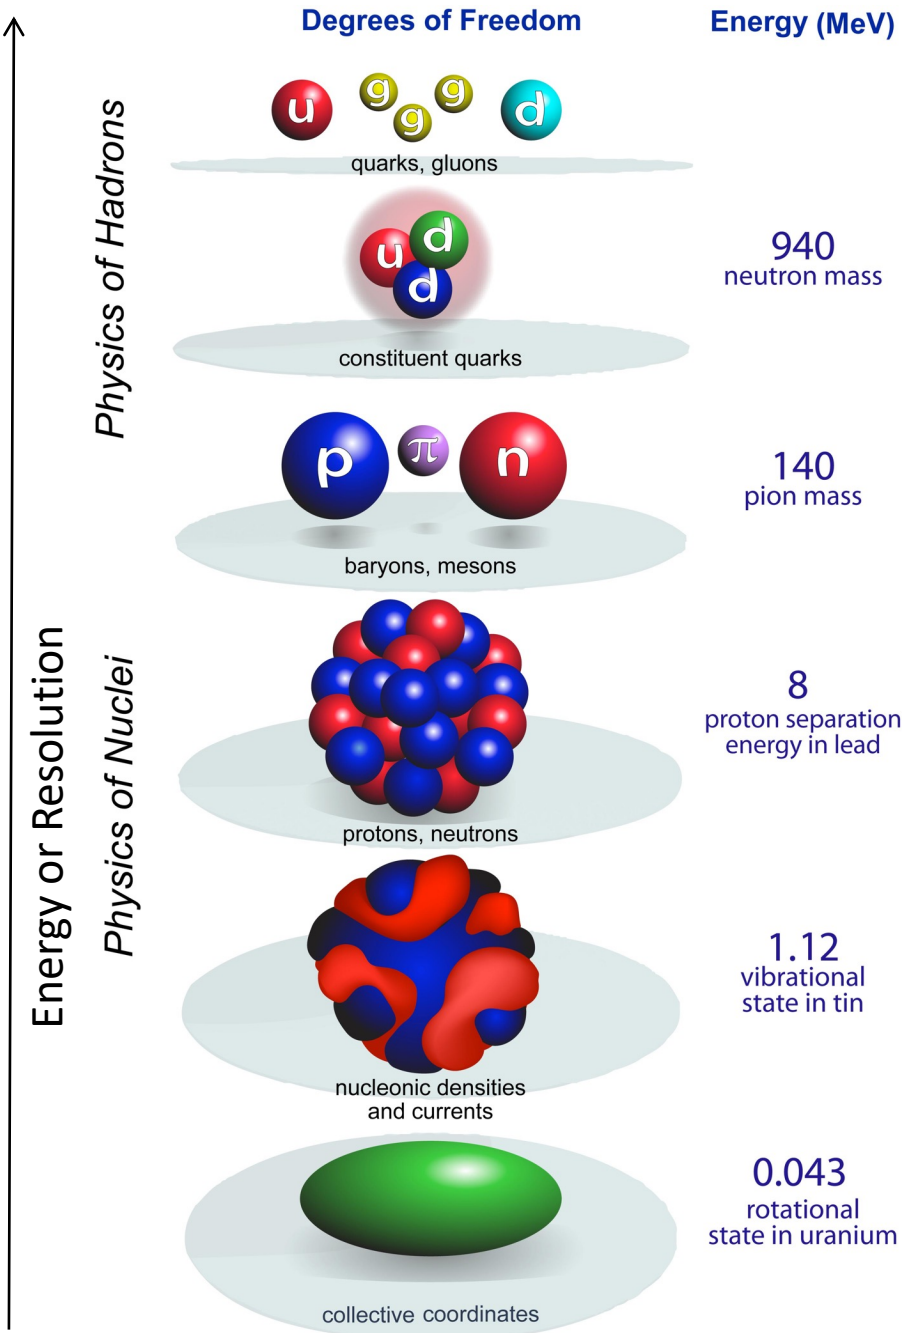 Degrees of Freedom
Energy (MeV)
Energy or Resolution
Physics of Hadrons
Physics of Nuclei
u
g
g
g
d
quarks, gluons
u
d
d
constituent quarks
940
neutron mass
p
π
n
baryons, mesons
140
pion mass
protons, neutrons
8
proton separation
energy in lead
nucleonic densities
and currents
1.12
vibrational
state in tin
collective coordinates
0.043
rotational
state in uranium